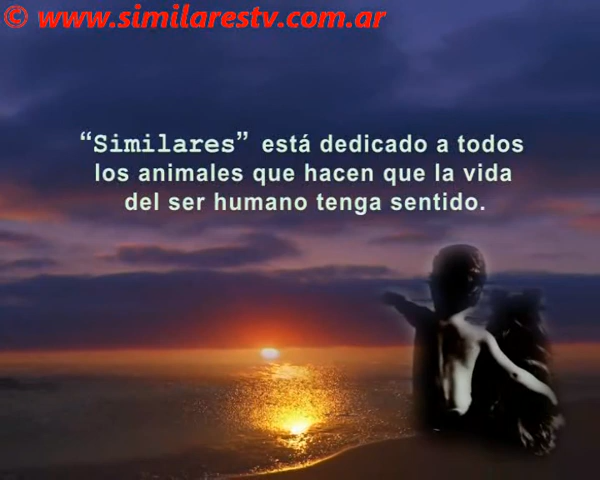 © www.similarestv.com.ar
“Similares” está dedicado a todos
los animales que hacen que la vida
del ser humano tenga sentido.